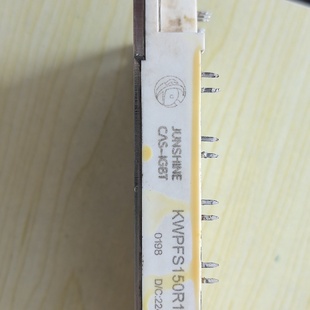 JUNSHINE
CAS-IGBT
KWPFS150R1
0198
D/C:22